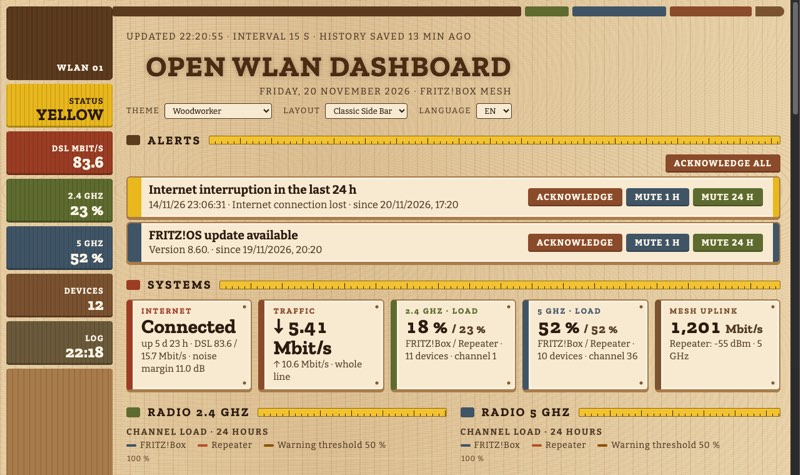 WLAN 01
STATUS
YELLOW
DSL MBIT/S
83.6
2.4 GHZ
23 %
5 GHZ
52 %
DEVICES
12
LOG
22:18
UPDATED 22:20:55 · INTERVAL 15 S · HISTORY SAVED 13 MIN AGO
OPEN WLAN DASHBOARD
FRIDAY, 20 NOVEMBER 2026 · FRITZ!BOX MESH
THEME Woodworker LAYOUT Classic Side Bar LANGUAGE EN
ALERTS
ACKNOWLEDGE ALL
Internet interruption in the last 24 h
14/11/26 23:06:31 · Internet connection lost · since 20/11/2026, 17:20
ACKNOWLEDGE MUTE 1 H MUTE 24 H
FRITZ!OS update available
Version 8.60. · since 19/11/2026, 20:20
ACKNOWLEDGE MUTE 1 H MUTE 24 H
SYSTEMS
INTERNET
Connected
up 5 d 23 h · DSL 83.6 /
15.7 Mbit/s · noise
margin 11.0 dB
TRAFFIC
↓ 5.41
Mbit/s
↑ 10.6 Mbit/s · whole
line
2.4 GHZ · LOAD
18 % / 23 %
FRITZ!Box / Repeater ·
11 devices · channel 1
5 GHZ · LOAD
52 % / 52 %
FRITZ!Box / Repeater ·
10 devices · channel 36
MESH UPLINK
1,201 Mbit/s
Repeater: -55 dBm · 5
GHz
RADIO 2.4 GHZ
CHANNEL LOAD · 24 HOURS
FRITZ!Box Repeater Warning threshold 50 %
100 %
RADIO 5 GHZ
CHANNEL LOAD · 24 HOURS
FRITZ!Box Repeater Warning threshold 50 %
100 %